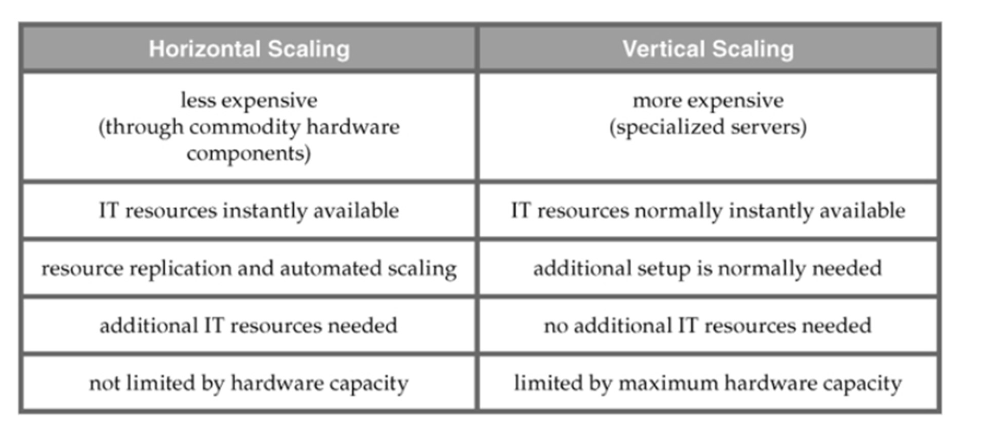 Horizontal Scaling
Vertical Scaling
less expensive
(through commodity hardware
components)
more expensive
(specialized servers)
IT resources instantly available
IT resources normally instantly available
resource replication and automated scaling
additional setup is normally needed
additional IT resources needed
no additional IT resources needed
not limited by hardware capacity
limited by maximum hardware capacity